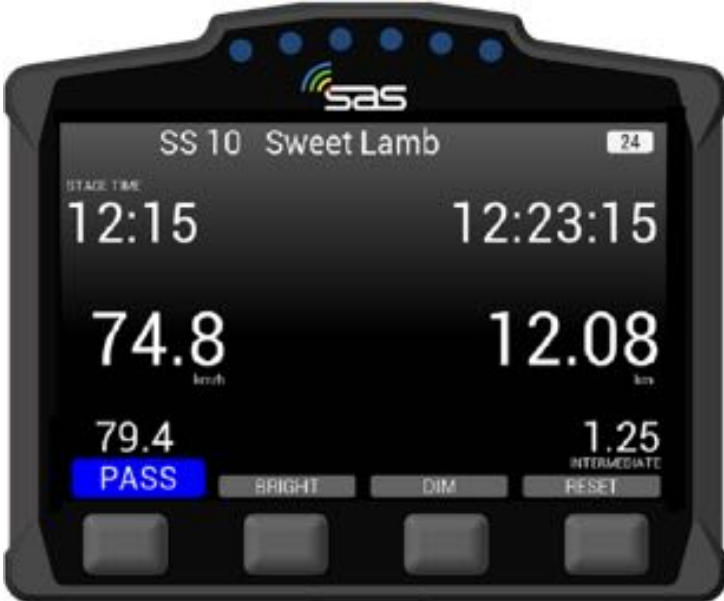 sas
SS 10 Sweet Lamb 24
STAGE TIME
12:15 12:23:15
74.8 12.08
km/h km
79.4 1.25
INTERMEDIATE
PASS BRIGHT DIM RESET